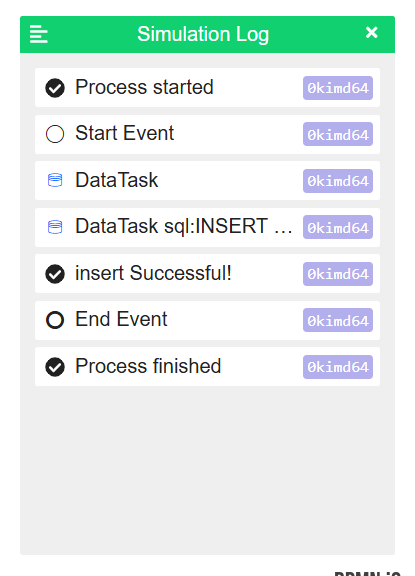 Simulation Log ×
Process started 0kimd64
Start Event 0kimd64
DataTask 0kimd64
DataTask sql:INSERT ... 0kimd64
insert Successful! 0kimd64
End Event 0kimd64
Process finished 0kimd64